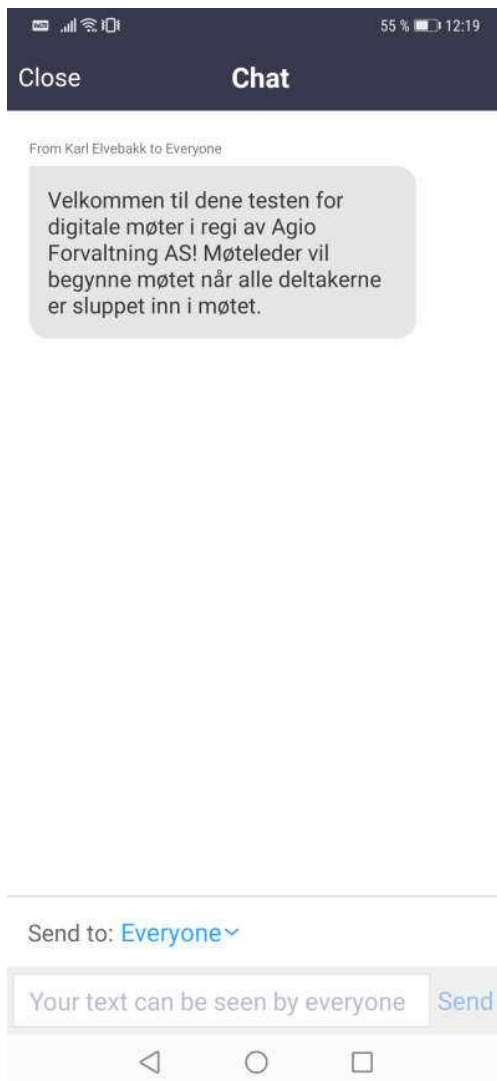 55 % 12:19
Close Chat
From Karl Elvebakk to Everyone
Velkommen til dene testen for
digitale møter i regi av Agio
Forvaltning AS! Møteleder vil
begynne møtet når alle deltakerne
er sluppet inn i møtet.
Send to: Everyone
Your text can be seen by everyone Send